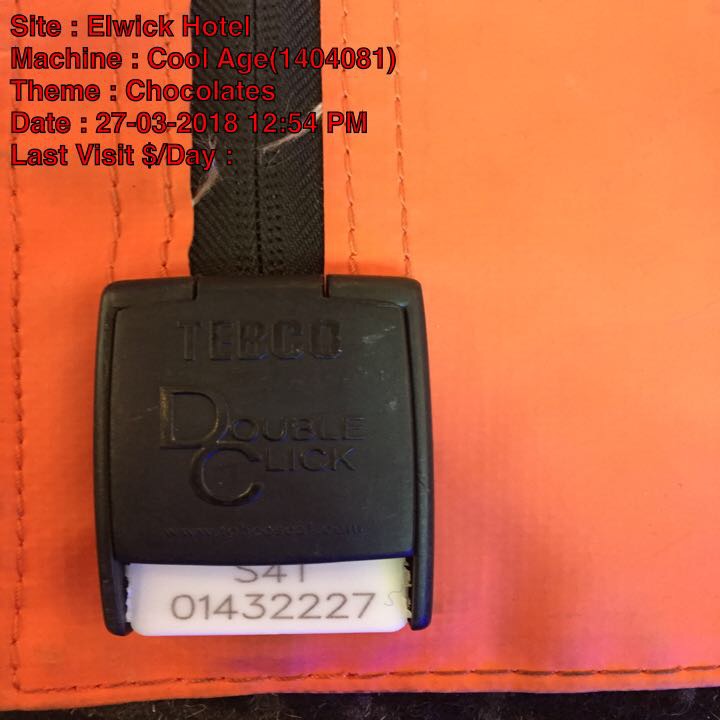 Site : Elwick Hotel
Machine : Cool Age(1404081)
Theme : Chocolates
Date : 27-03-2018 12:54 PM
Last Visit $/Day :
TEBCO
DOUBLE
CLICK
S41
01432227